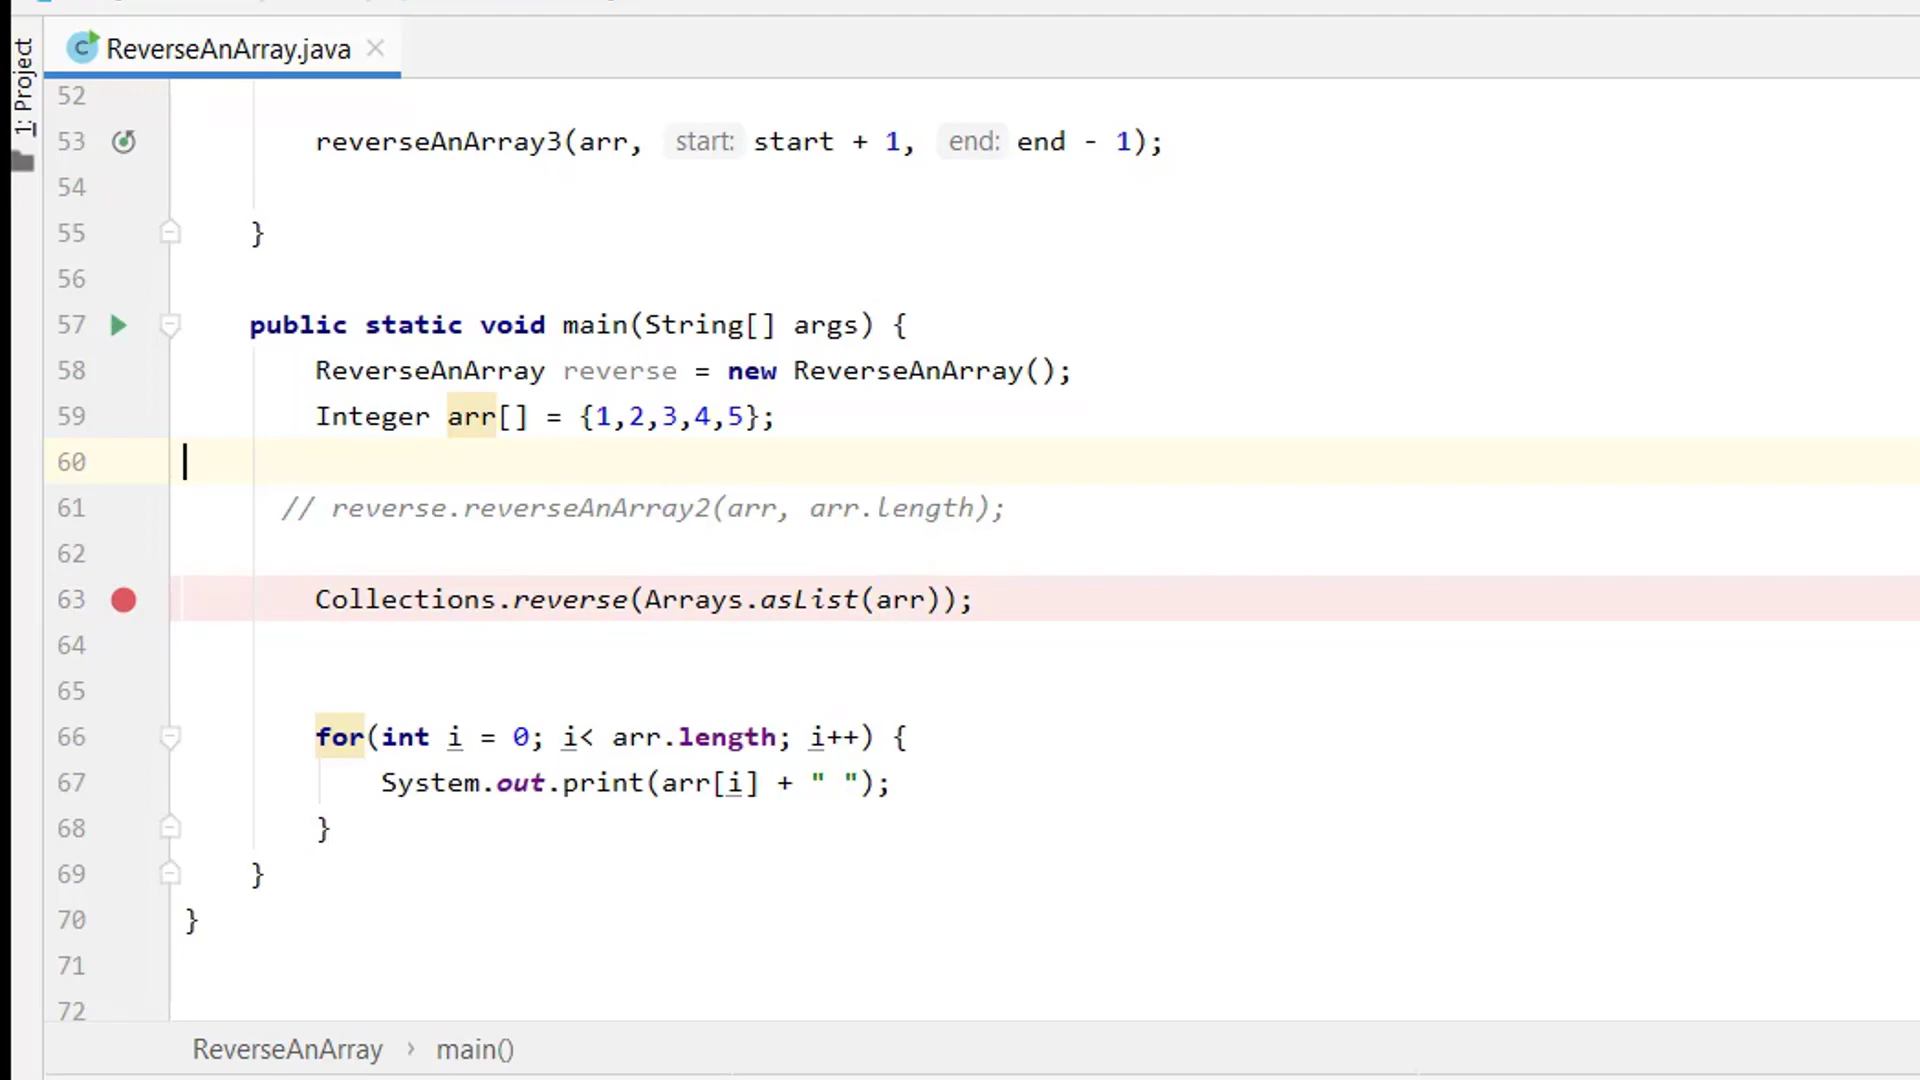 ReverseAnArray.java
1: Project
52
53 reverseAnArray3(arr, start: start + 1, end: end - 1);
54
55 }
56
57 public static void main(String[] args) {
58 ReverseAnArray reverse = new ReverseAnArray();
59 Integer arr[] = {1,2,3,4,5};
60
61 // reverse.reverseAnArray2(arr, arr.length);
62
63 Collections.reverse(Arrays.asList(arr));
64
65
66 for(int i = 0; i< arr.length; i++) {
67 System.out.print(arr[i] + " ");
68 }
69 }
70 }
71
72
ReverseAnArray › main()